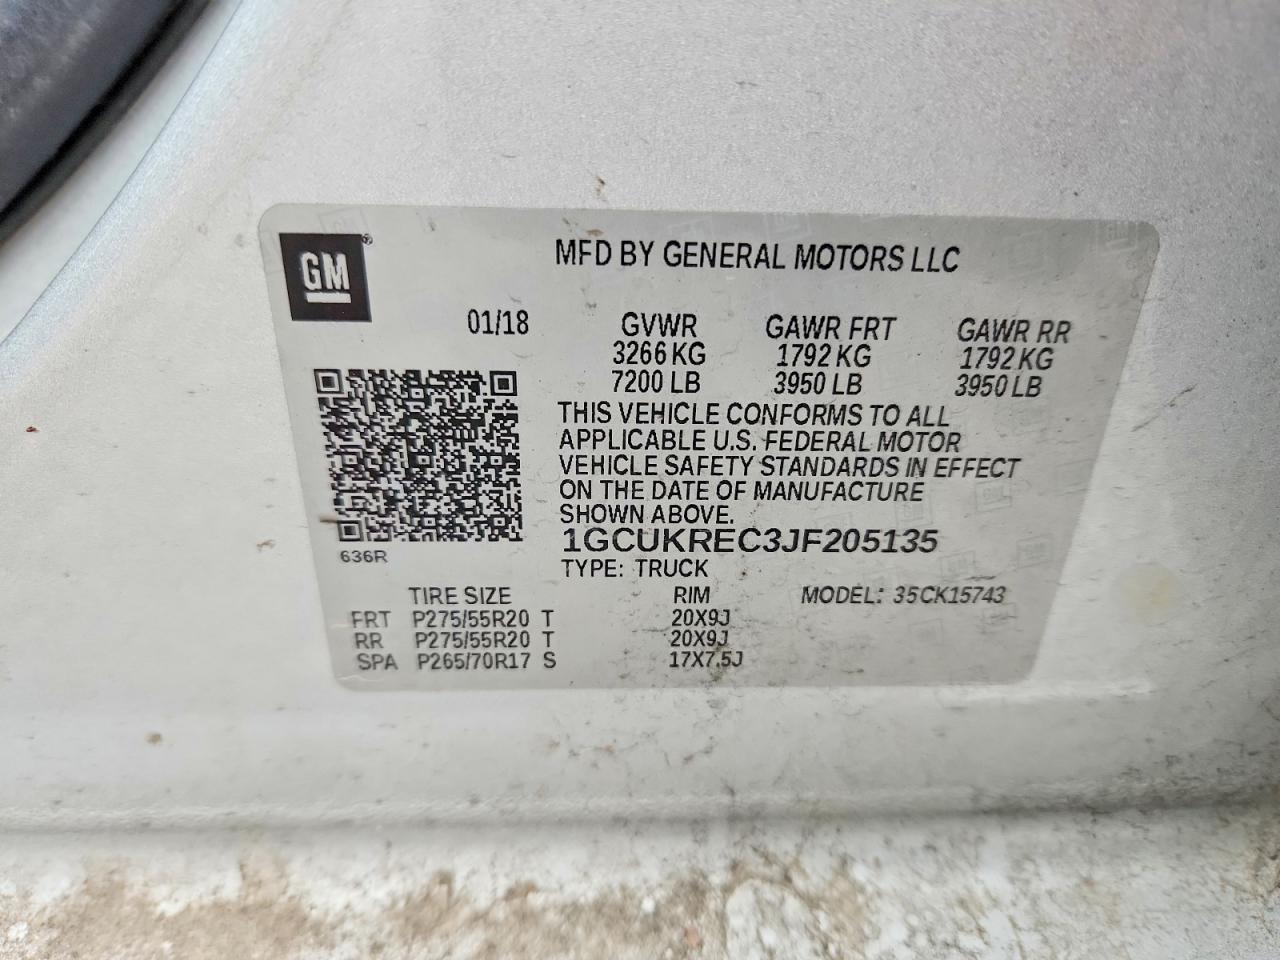 GM®
MFD BY GENERAL MOTORS LLC
01/18 GVWR GAWR FRT GAWR RR
3266 KG 1792 KG 1792 KG
7200 LB 3950 LB 3950 LB
THIS VEHICLE CONFORMS TO ALL
APPLICABLE U.S. FEDERAL MOTOR
VEHICLE SAFETY STANDARDS IN EFFECT
ON THE DATE OF MANUFACTURE
SHOWN ABOVE.
1GCUKREC3JF205135
636R
TYPE: TRUCK
TIRE SIZE RIM MODEL: 35CK15743
FRT P275/55R20 T 20X9J
RR P275/55R20 T 20X9J
SPA P265/70R17 S 17X7.5J